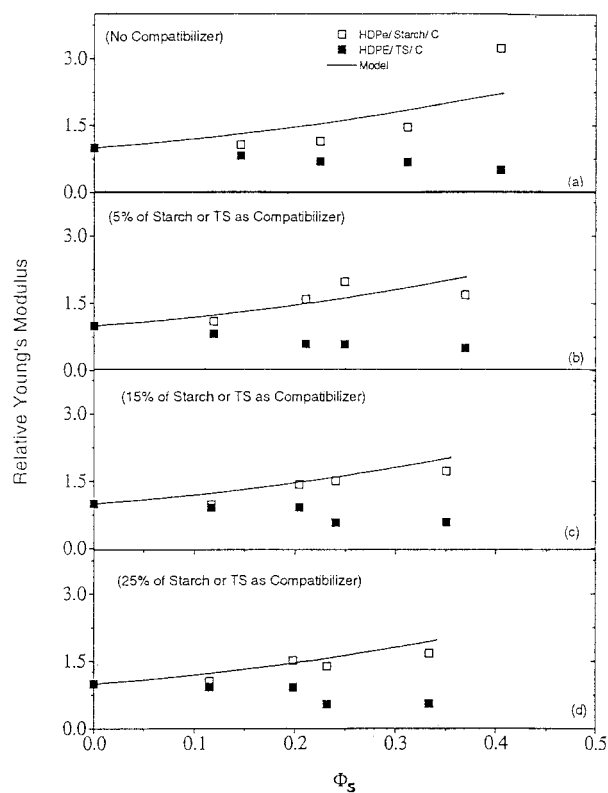 (No Compatibilizer)
HDPe/ Starch/ C
HDPE/ TS/ C
Model
3.0
1.5
0.0
(a)
(5% of Starch or TS as Compatibilizer)
3.0
1.5
0.0
(b)
(15% of Starch or TS as Compatibilizer)
3.0
1.5
0.0
(c)
(25% of Starch or TS as Compatibilizer)
3.0
1.5
0.0
(d)
0.0 0.1 0.2 0.3 0.4 0.5
Φs
Relative Young's Modulus